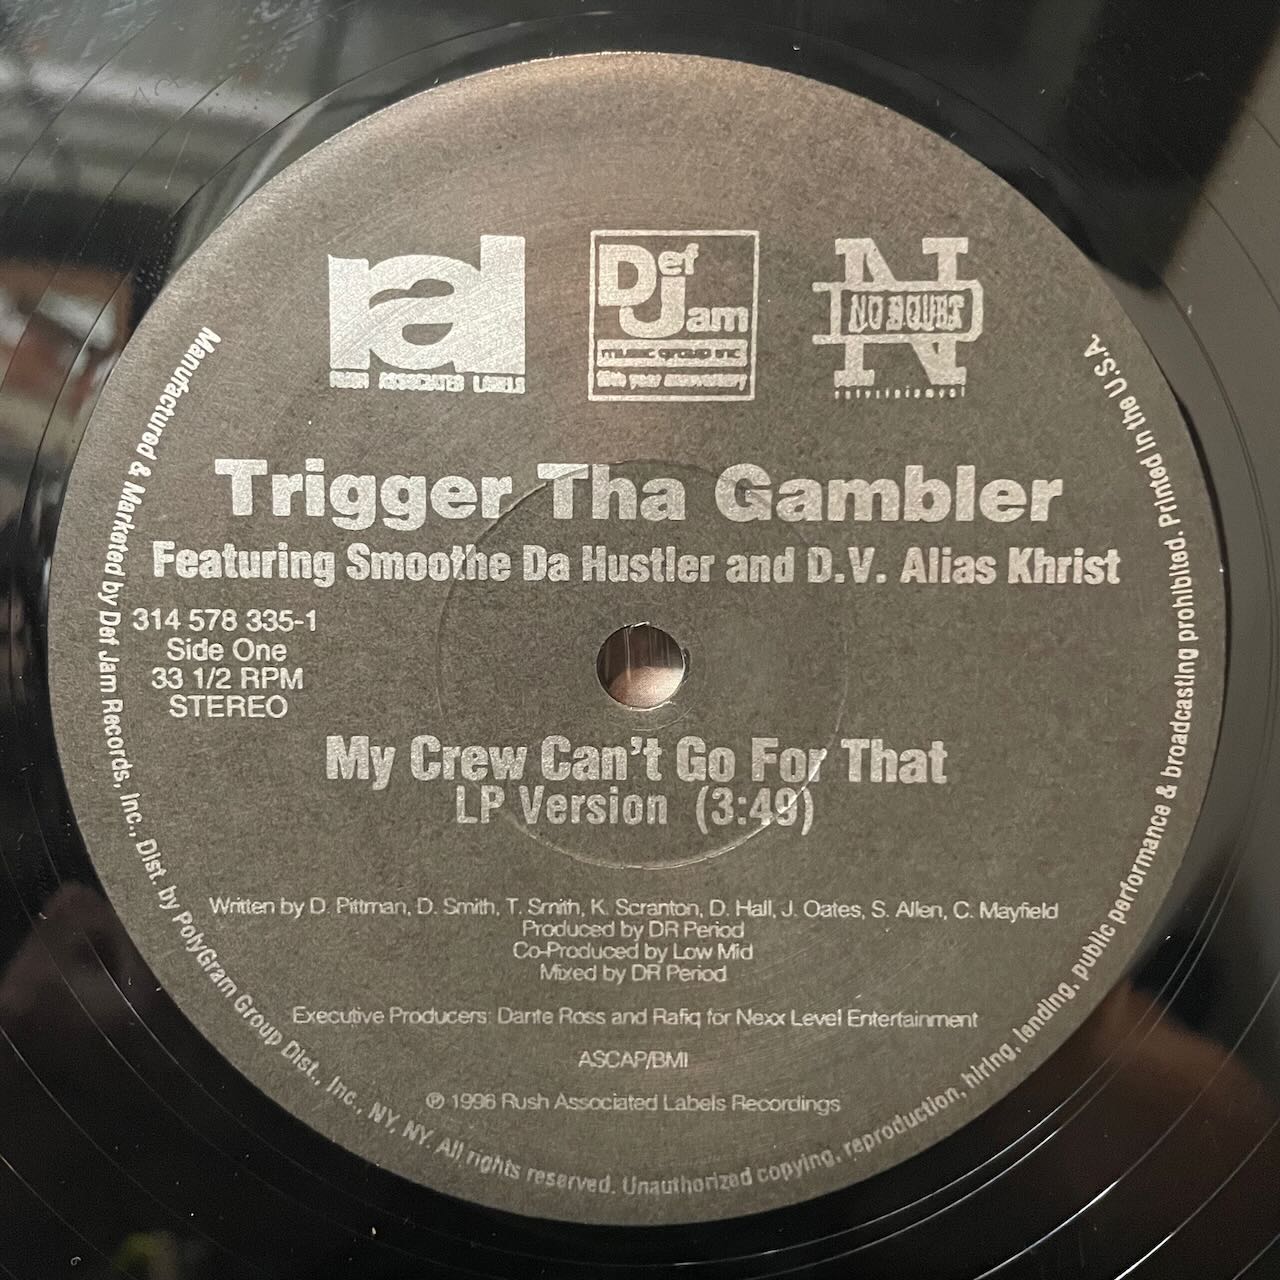 ral
RUSH ASSOCIATED LABELS
Def Jam
music group inc
10th year anniversary
NO DOUBT
entertainment
Trigger Tha Gambler
Featuring Smoothe Da Hustler and D.V. Alias Khrist
314 578 335-1
Side One
33 1/2 RPM
STEREO
My Crew Can't Go For That
LP Version (3:49)
Written by D. Pittman, D. Smith, T. Smith, K. Scranton, D. Hall, J. Oates, S. Allen, C. Mayfield
Produced by DR Period
Co-Produced by Low Mid
Mixed by DR Period
Executive Producers: Dante Ross and Rafiq for Nexx Level Entertainment
ASCAP/BMI
℗ 1996 Rush Associated Labels Recordings
Manufactured & Marketed by Def Jam Records, Inc., Dist. by PolyGram Group Dist., Inc., NY, NY. All rights reserved. Unauthorized copying, reproduction, hiring, lending, public performance & broadcasting prohibited. Printed in the U.S.A.